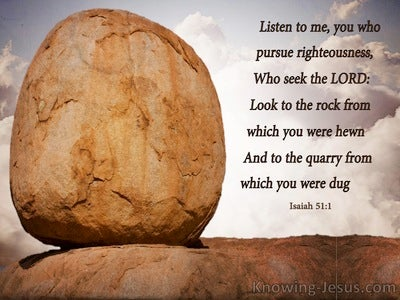 Listen to me, you who
pursue righteousness,
Who seek the LORD:
Look to the rock from
which you were hewn
And to the quarry from
which you were dug
Isaiah 51:1
Knowing-Jesus.com